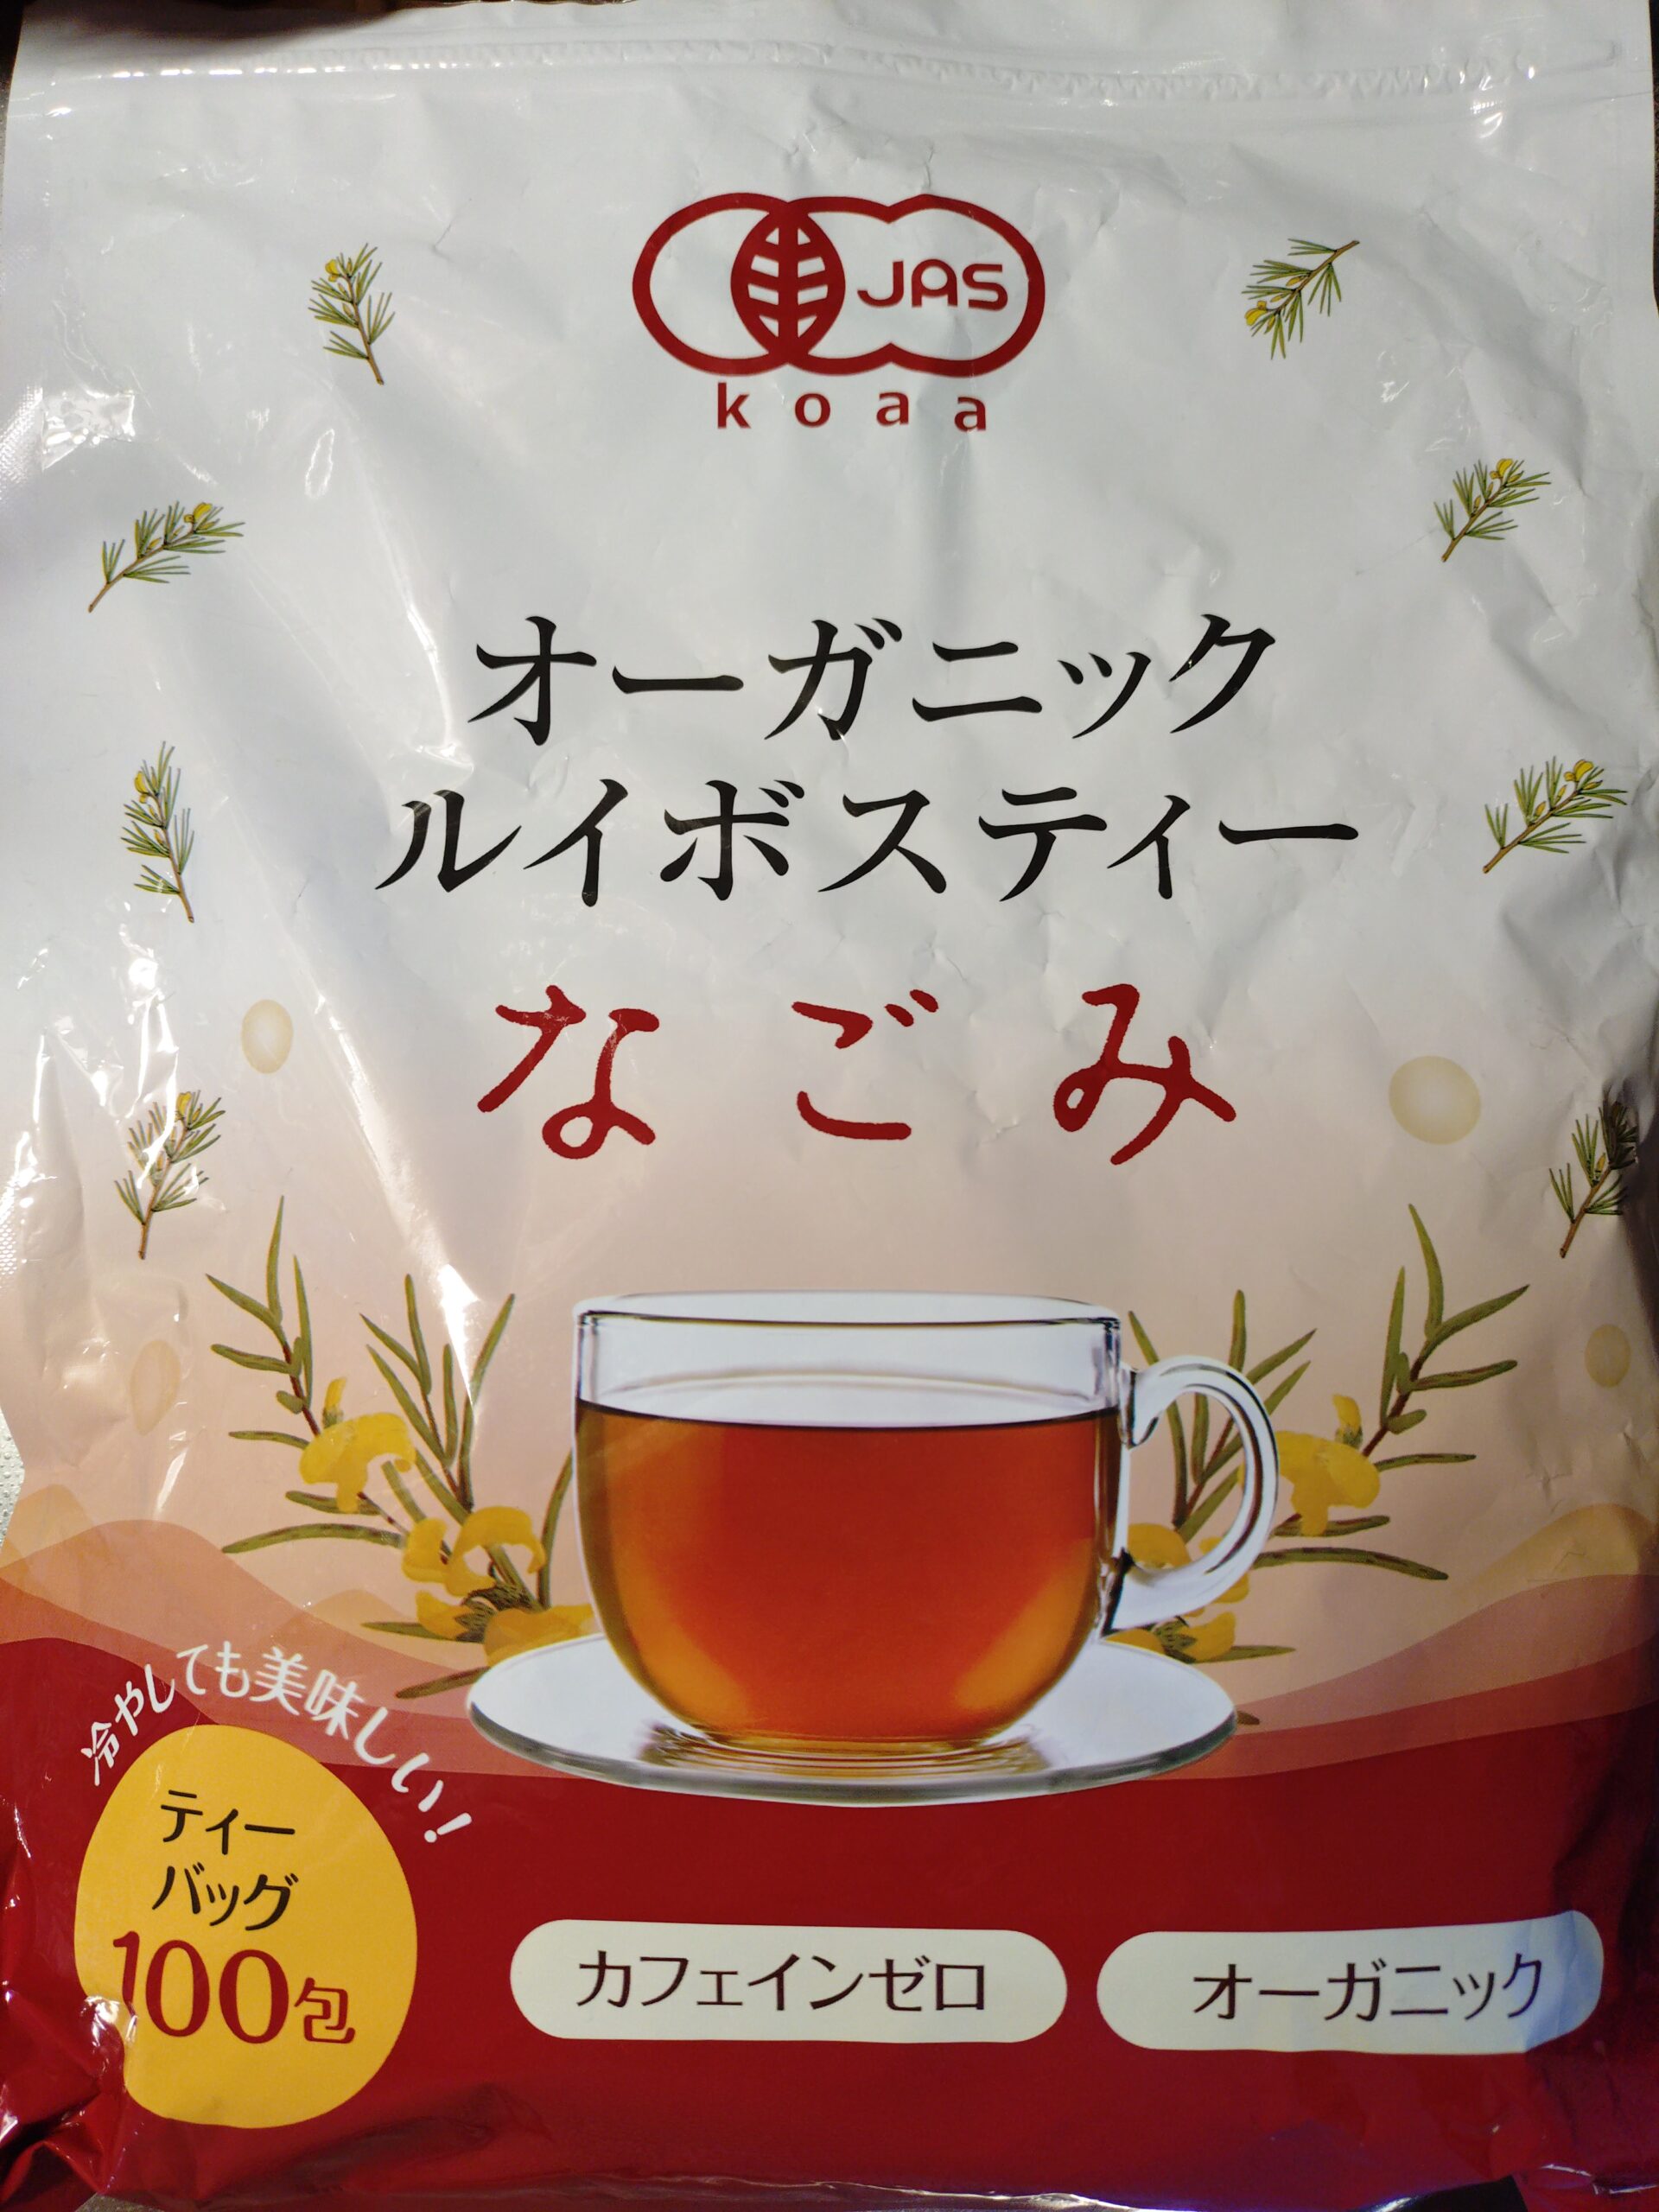 JAS
koaa
オーガニック
ルイボスティー
なごみ
冷やしても美味しい!
ティー
バッグ
100包
カフェインゼロ
オーガニック